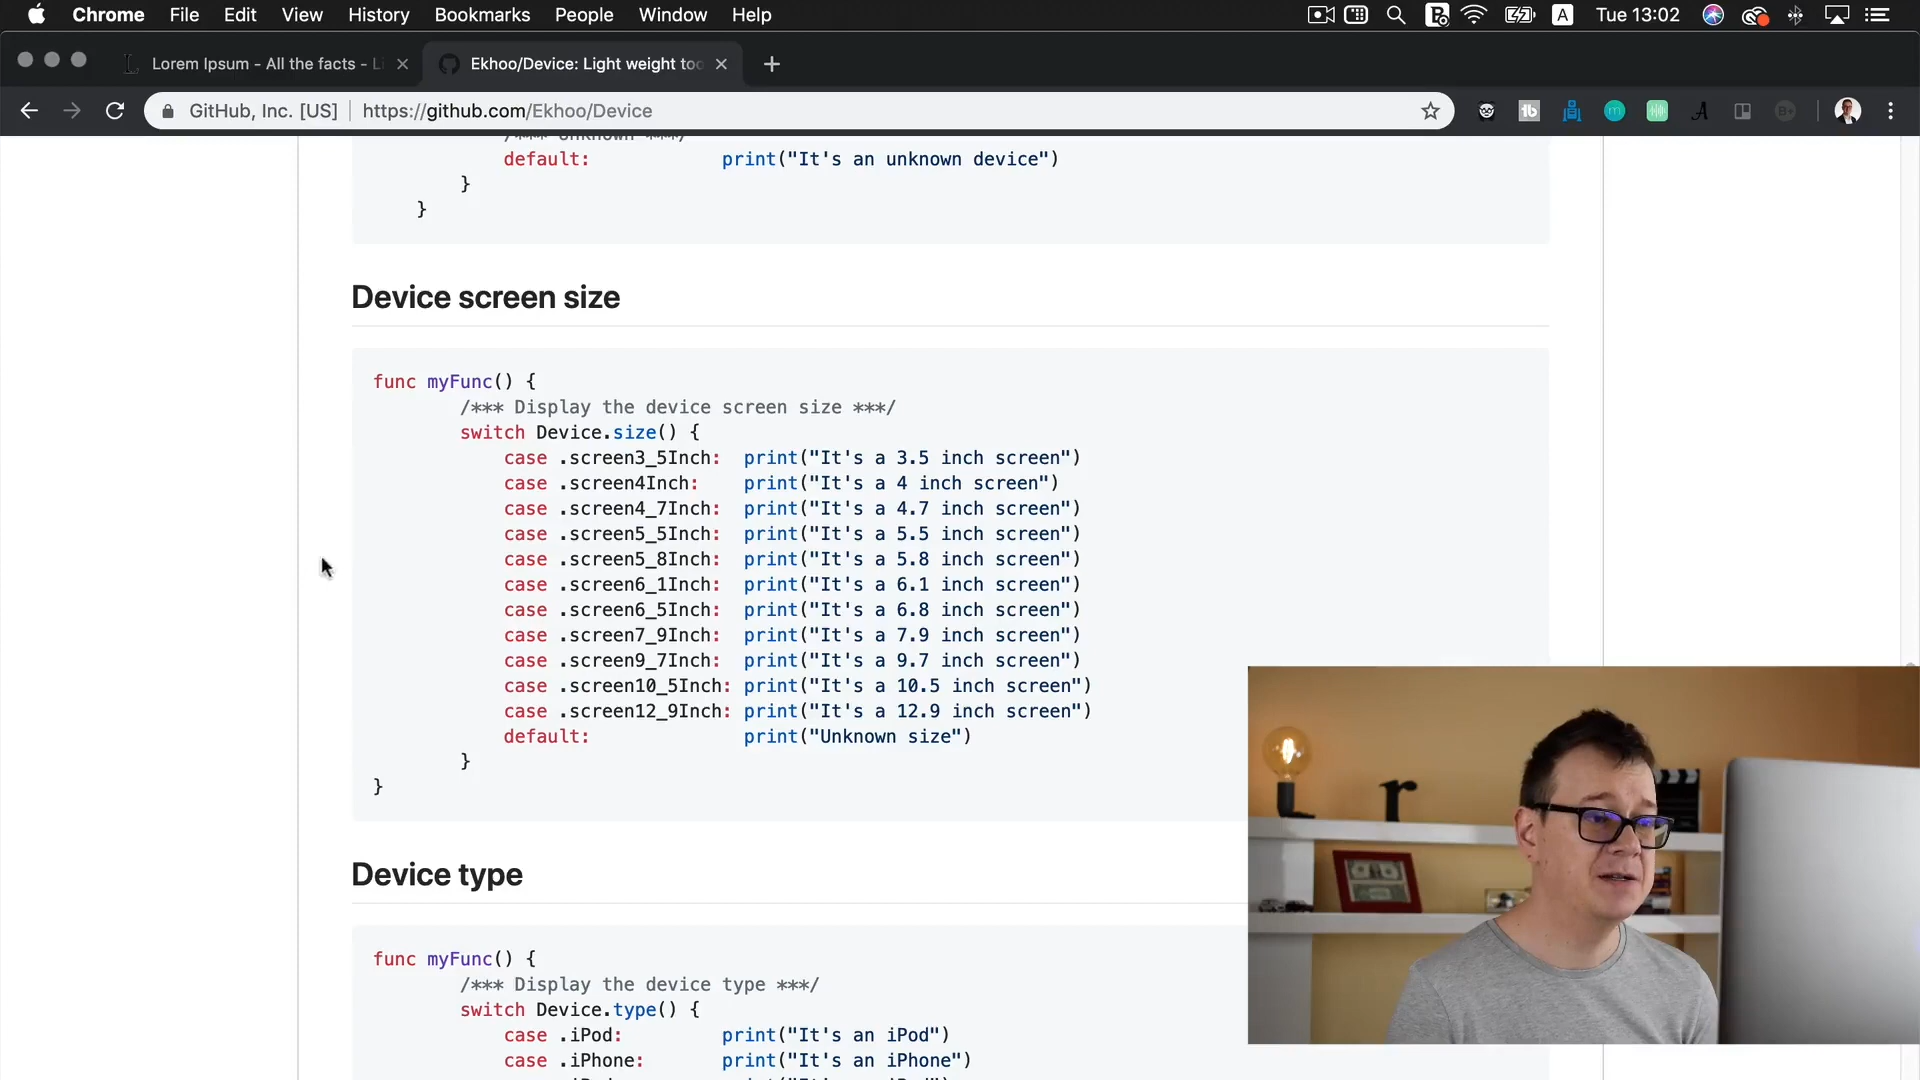 Chrome File Edit View History Bookmarks People Window Help A Tue 13:02
Lorem Ipsum - All the facts - Li
Ekhoo/Device: Light weight too
GitHub, Inc. [US] https://github.com/Ekhoo/Device
/*** Unknown ***/
default: print("It's an unknown device")
}
}
Device screen size
func myFunc() {
/*** Display the device screen size ***/
switch Device.size() {
case .screen3_5Inch: print("It's a 3.5 inch screen")
case .screen4Inch: print("It's a 4 inch screen")
case .screen4_7Inch: print("It's a 4.7 inch screen")
case .screen5_5Inch: print("It's a 5.5 inch screen")
case .screen5_8Inch: print("It's a 5.8 inch screen")
case .screen6_1Inch: print("It's a 6.1 inch screen")
case .screen6_5Inch: print("It's a 6.8 inch screen")
case .screen7_9Inch: print("It's a 7.9 inch screen")
case .screen9_7Inch: print("It's a 9.7 inch screen")
case .screen10_5Inch: print("It's a 10.5 inch screen")
case .screen12_9Inch: print("It's a 12.9 inch screen")
default: print("Unknown size")
}
}
Device type
func myFunc() {
/*** Display the device type ***/
switch Device.type() {
case .iPod: print("It's an iPod")
case .iPhone: print("It's an iPhone")